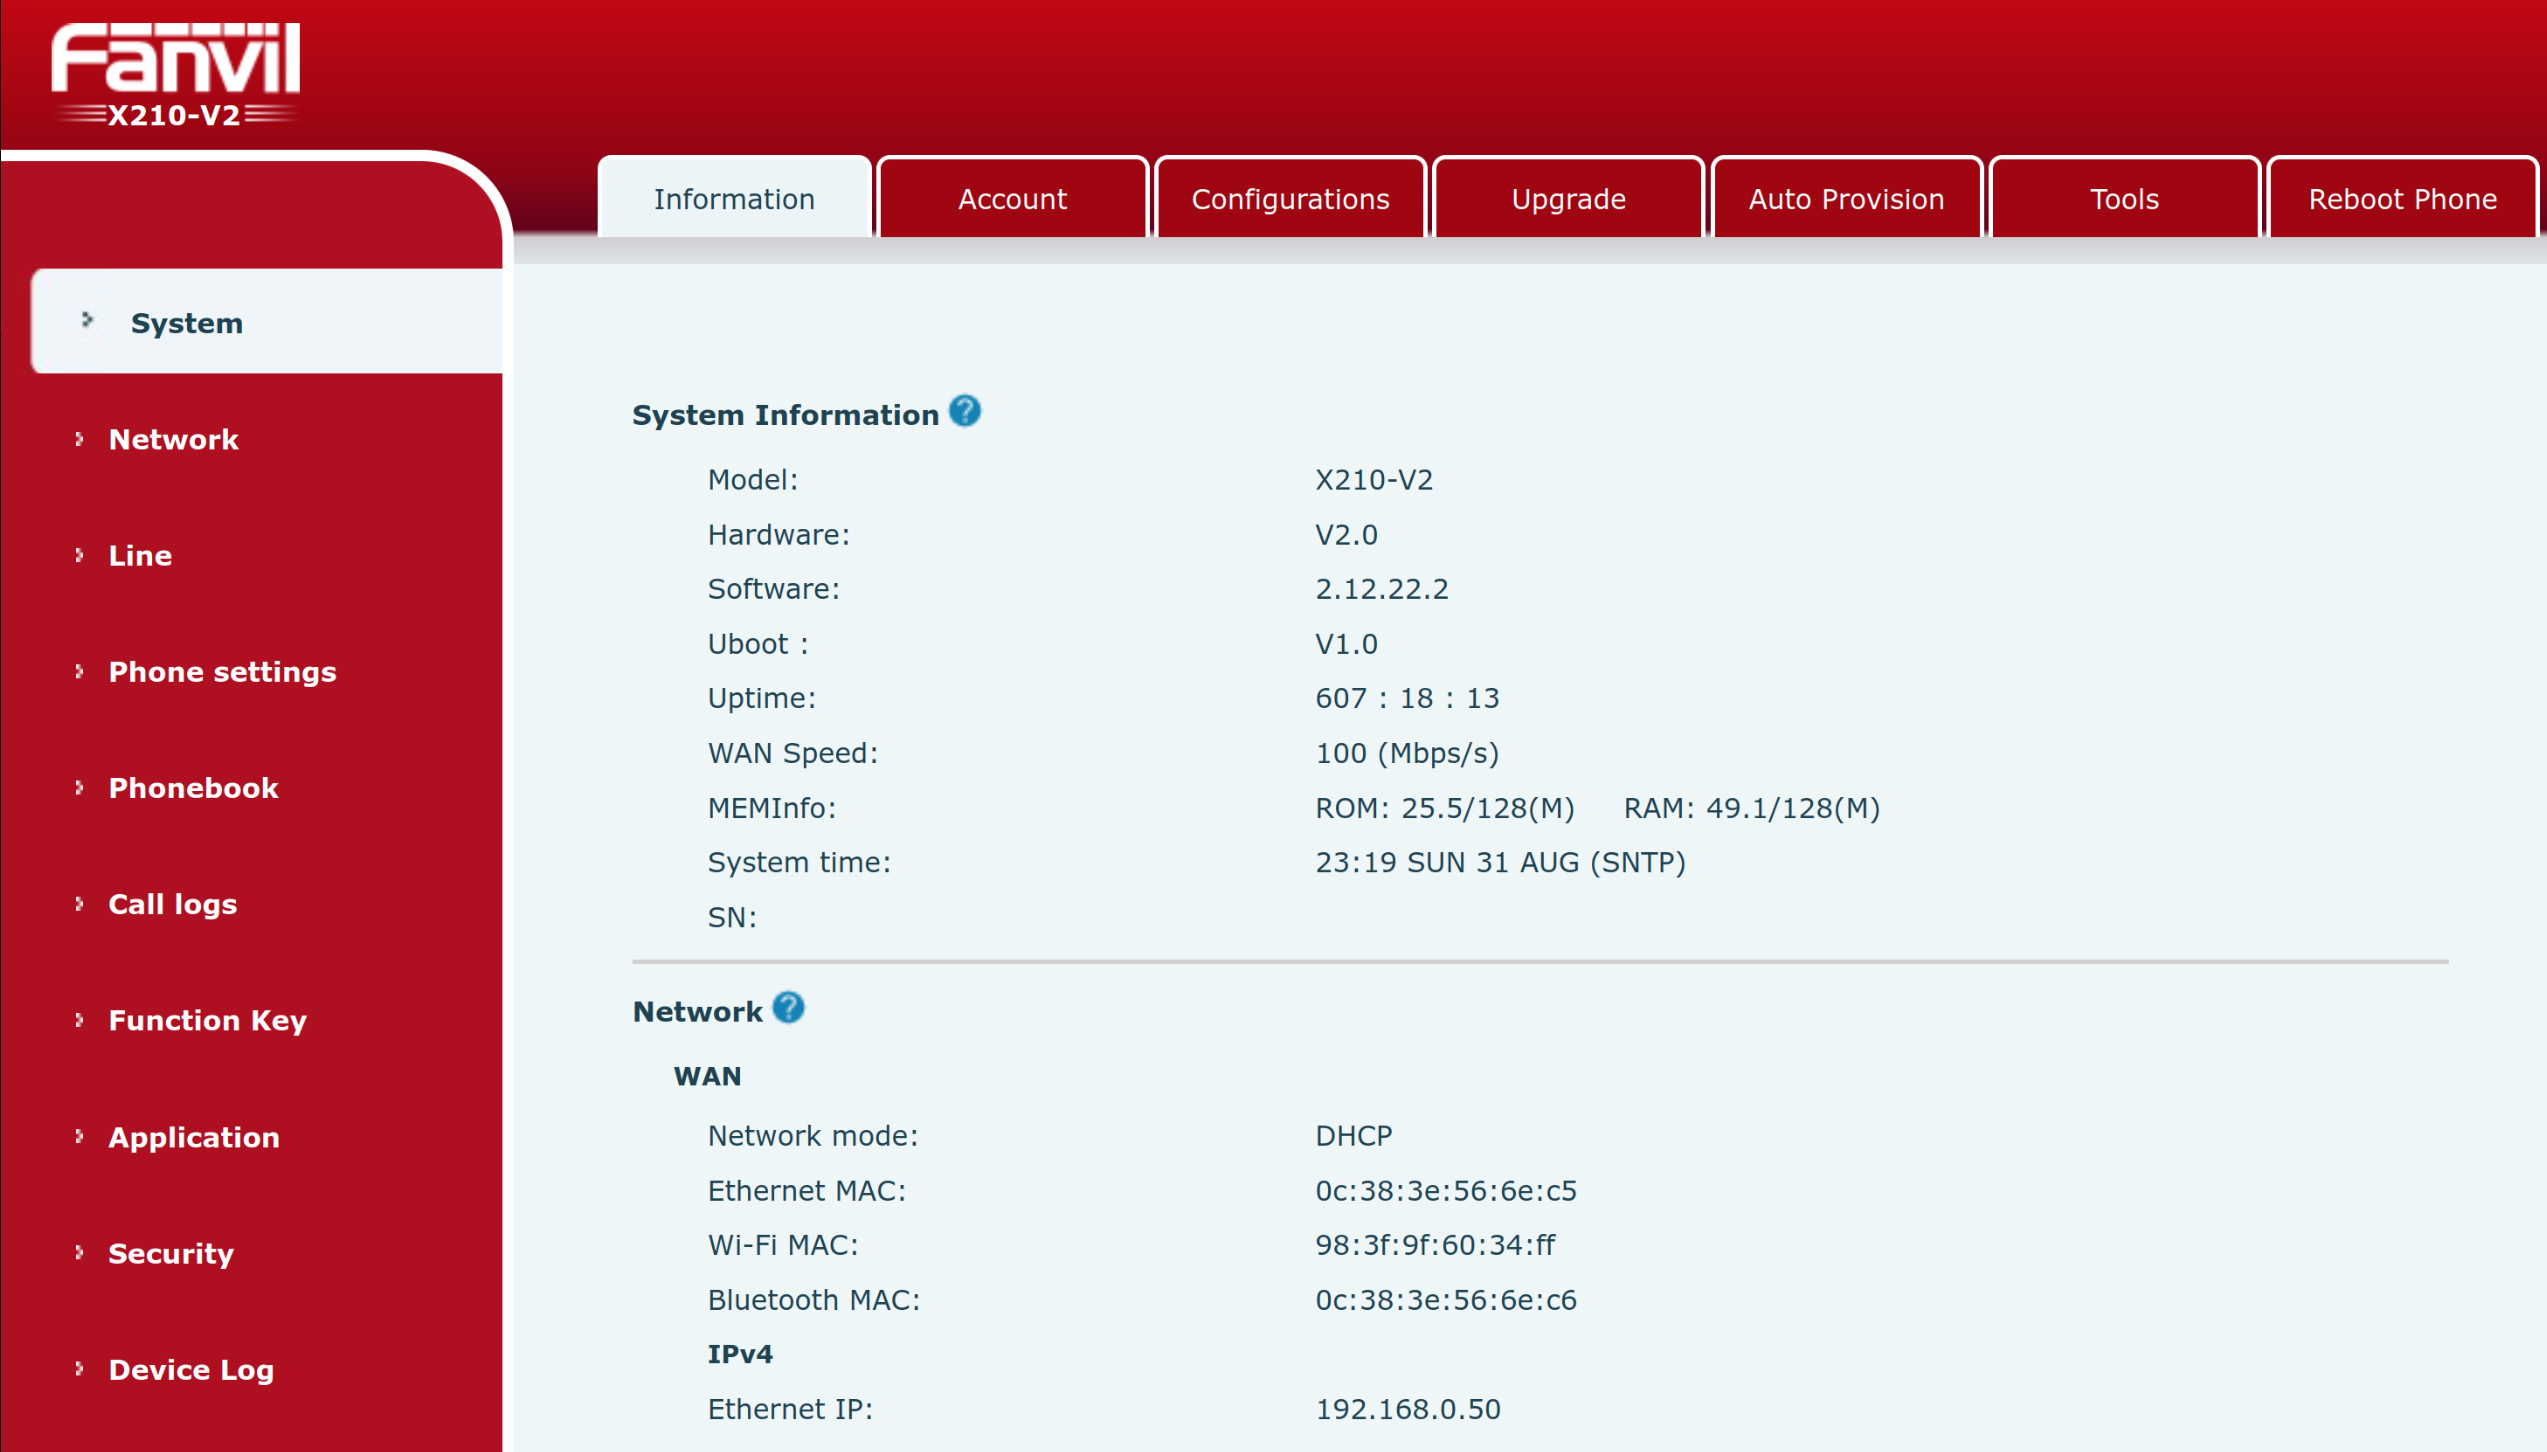 Fanvil
X210-V2
Information Account Configurations Upgrade Auto Provision Tools Reboot Phone
System
Network
Line
Phone settings
Phonebook
Call logs
Function Key
Application
Security
Device Log
System Information ?
Model: X210-V2
Hardware: V2.0
Software: 2.12.22.2
Uboot : V1.0
Uptime: 607 : 18 : 13
WAN Speed: 100 (Mbps/s)
MEMInfo: ROM: 25.5/128(M) RAM: 49.1/128(M)
System time: 23:19 SUN 31 AUG (SNTP)
SN:
Network ?
WAN
Network mode: DHCP
Ethernet MAC: 0c:38:3e:56:6e:c5
Wi-Fi MAC: 98:3f:9f:60:34:ff
Bluetooth MAC: 0c:38:3e:56:6e:c6
IPv4
Ethernet IP: 192.168.0.50